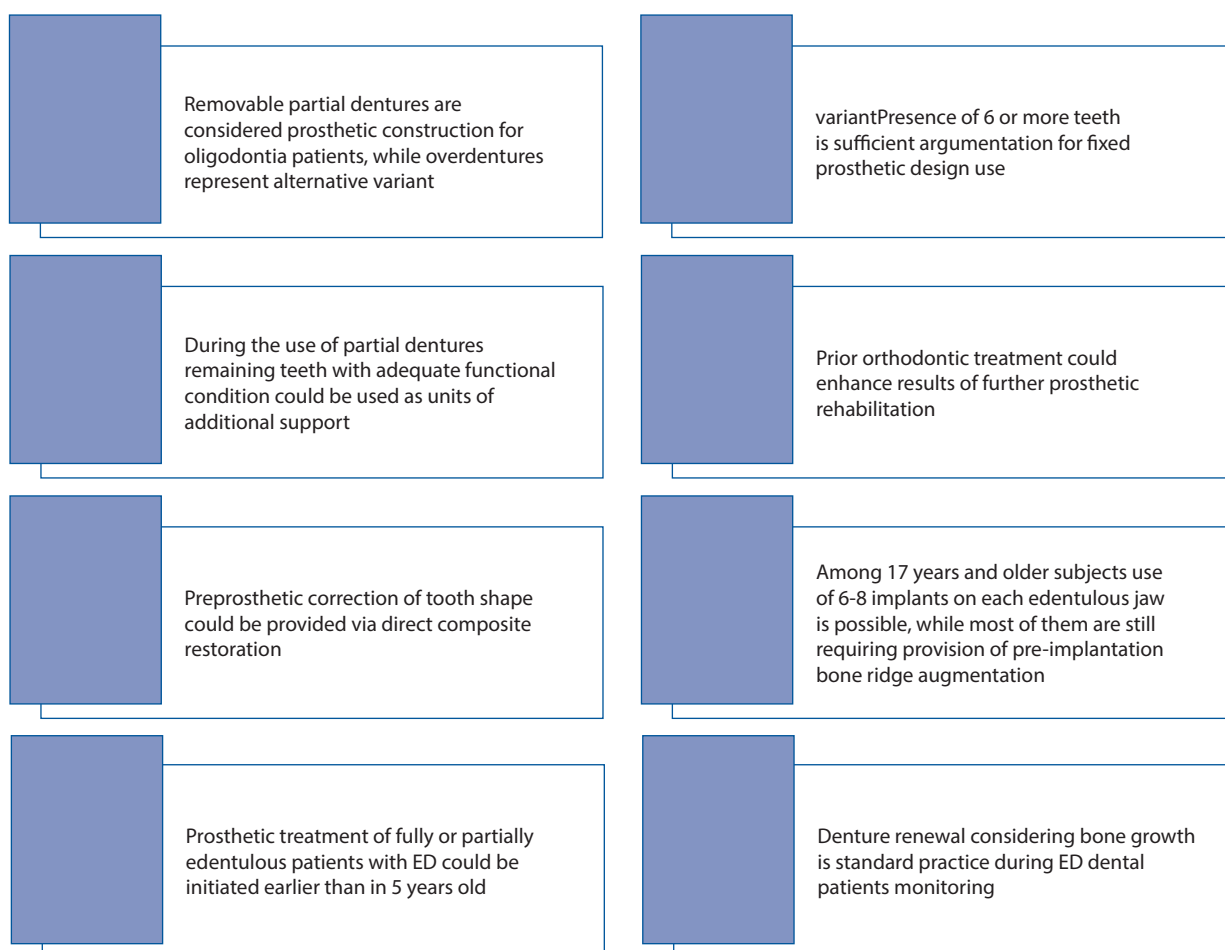 Removable partial dentures are
considered prosthetic construction for
oligodontia patients, while overdentures
represent alternative variant
variantPresence of 6 or more teeth
is sufficient argumentation for fixed
prosthetic design use
During the use of partial dentures
remaining teeth with adequate functional
condition could be used as units of
additional support
Prior orthodontic treatment could
enhance results of further prosthetic
rehabilitation
Preprosthetic correction of tooth shape
could be provided via direct composite
restoration
Among 17 years and older subjects use
of 6-8 implants on each edentulous jaw
is possible, while most of them are still
requiring provision of pre-implantation
bone ridge augmentation
Prosthetic treatment of fully or partially
edentulous patients with ED could be
initiated earlier than in 5 years old
Denture renewal considering bone growth
is standard practice during ED dental
patients monitoring